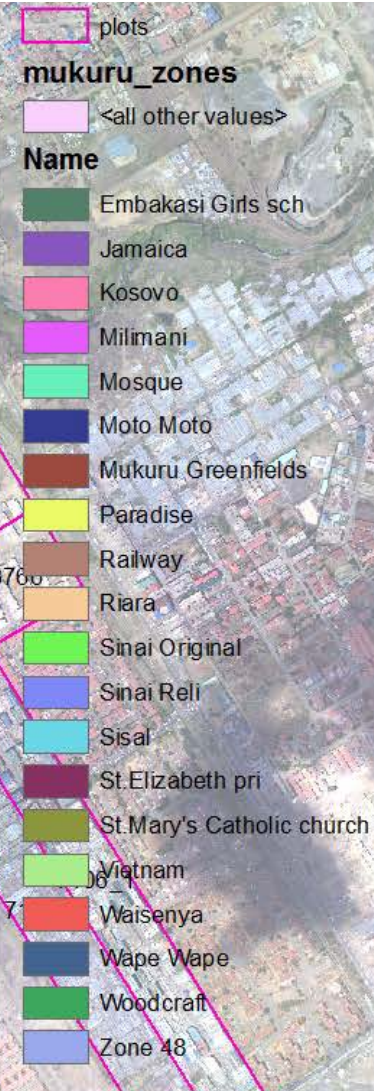 plots
mukuru_zones
<all other values>
Name
Embakasi Girls sch
Jamaica
Kosovo
Milimani
Mosque
Moto Moto
Mukuru Greenfields
Paradise
Railway
Riara
Sinai Original
Sinai Reli
Sisal
St.Elizabeth pri
St.Mary's Catholic church
Vietnam
Waisenya
Wape Wape
Woodcraft
Zone 48